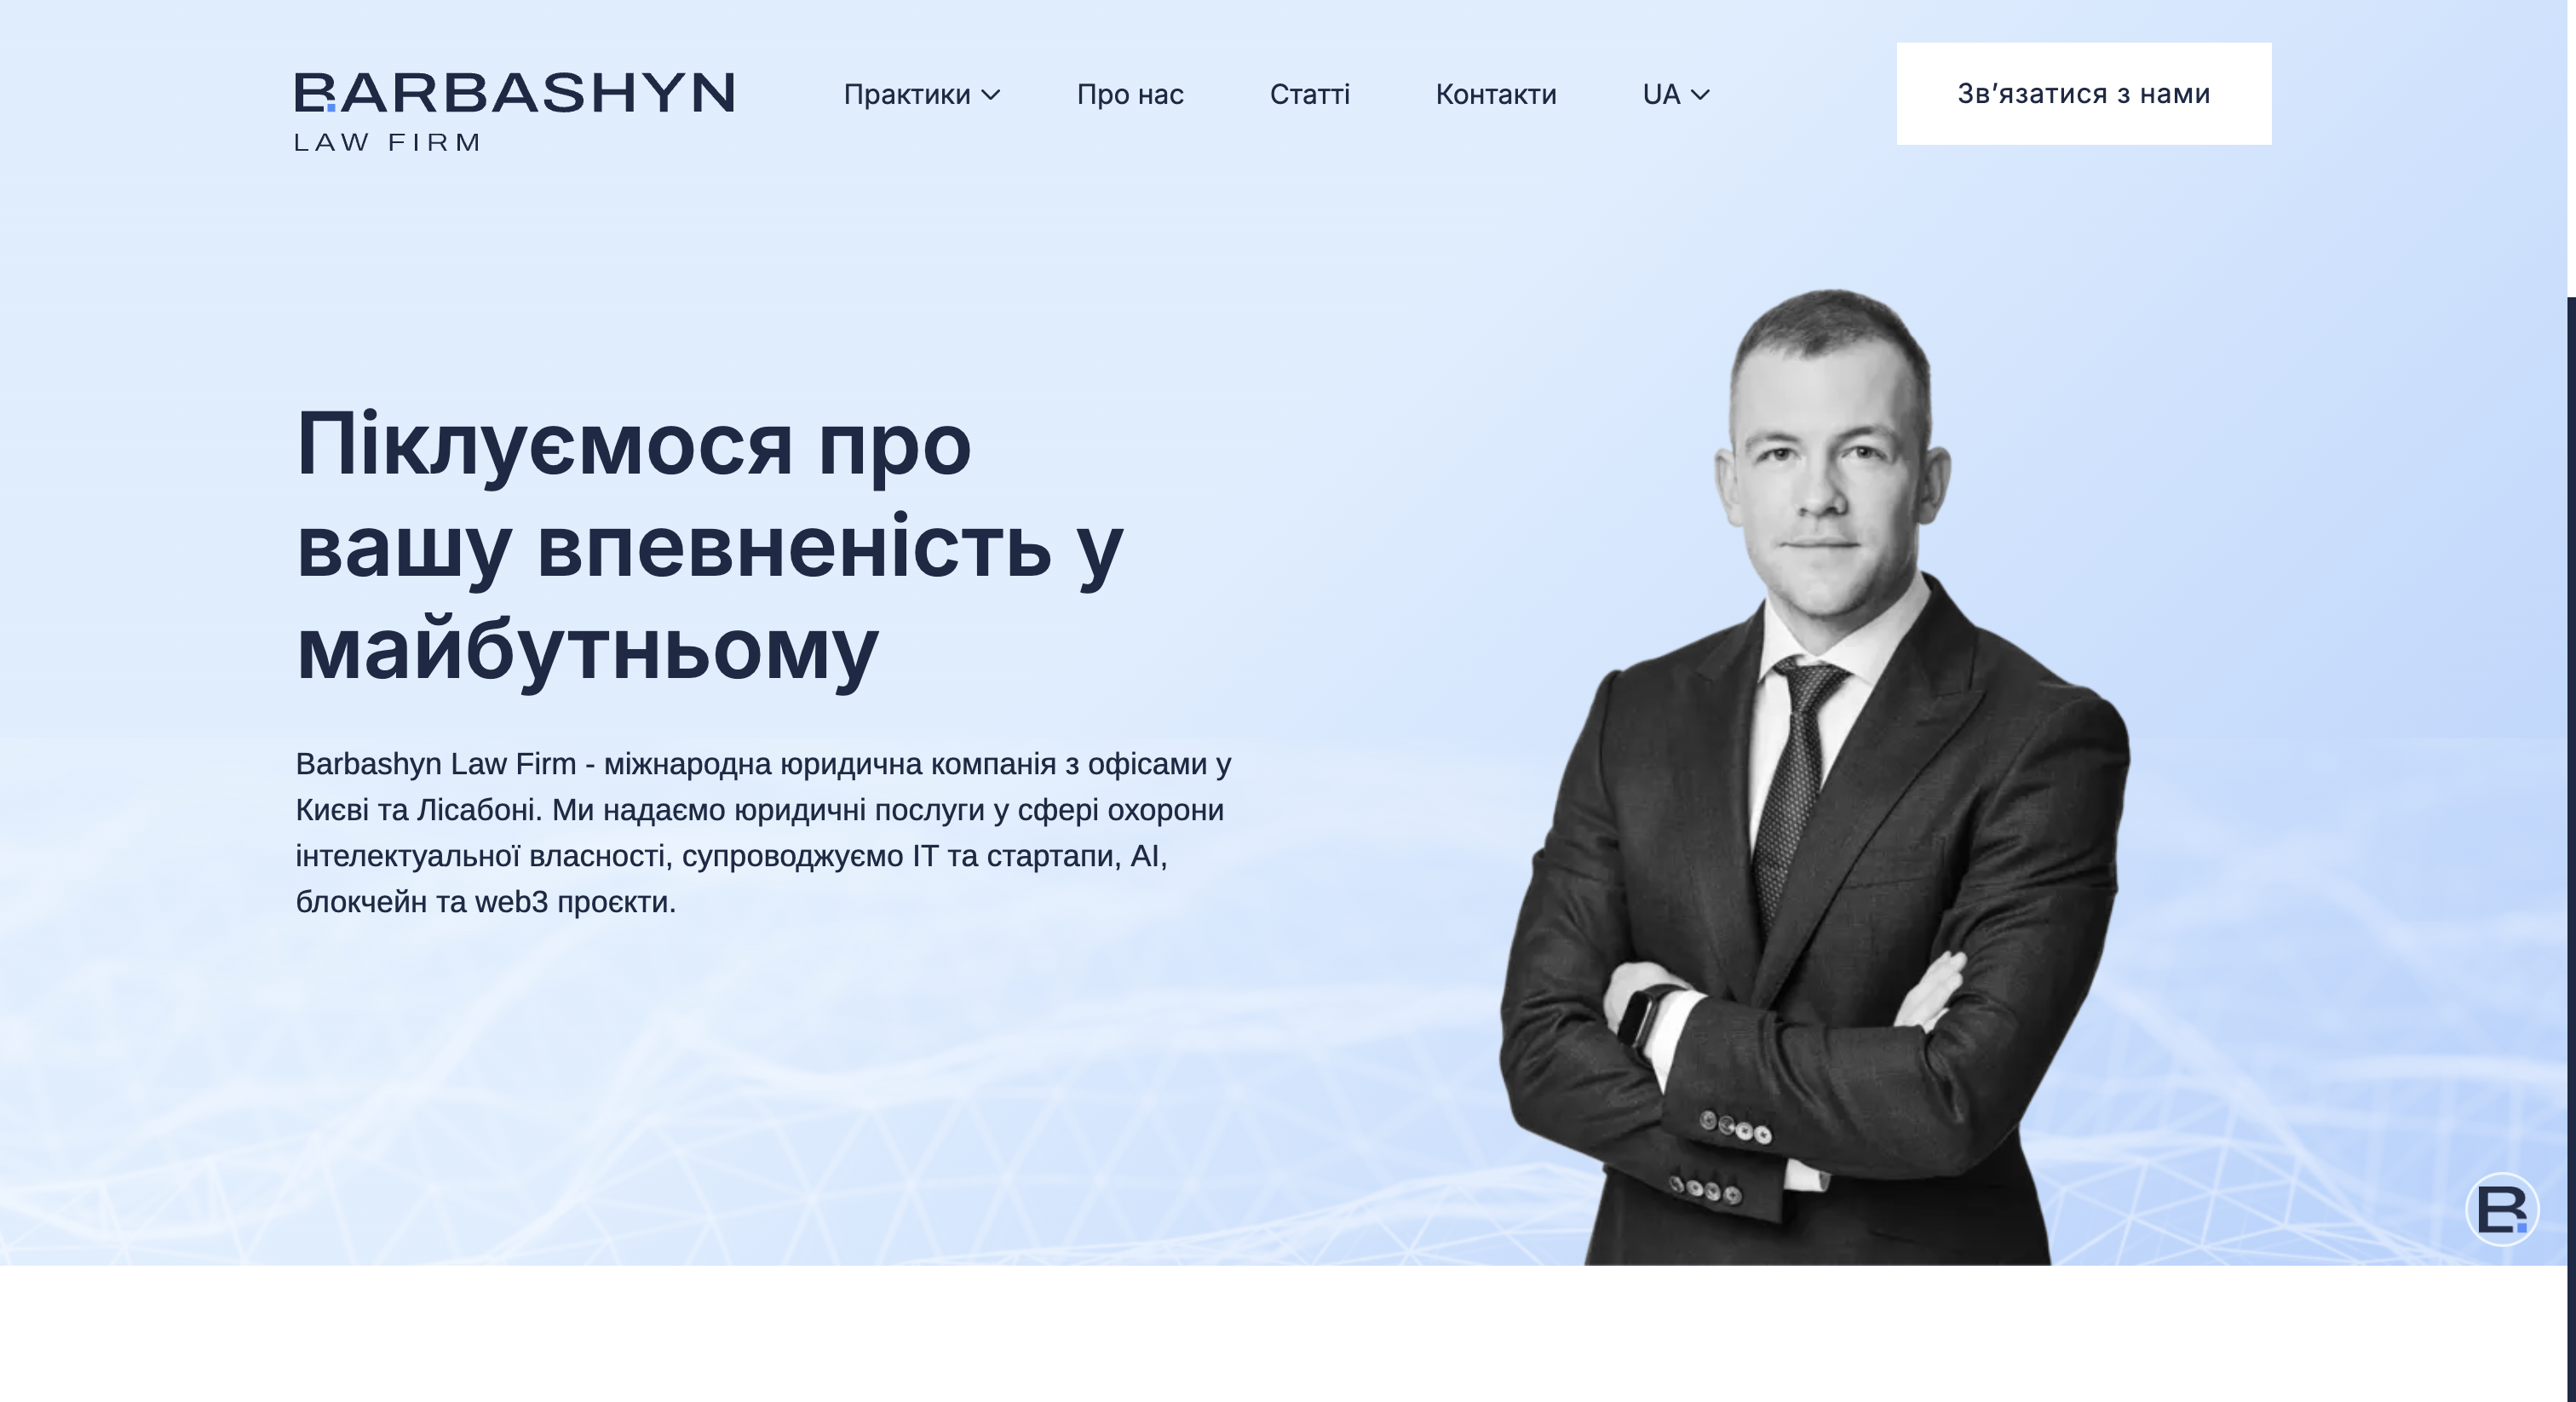 BARBASHYN
LAW FIRM
Практики
Про нас
Статті
Контакти
UA
Зв’язатися з нами
Піклуємося про
вашу впевненість у
майбутньому
Barbashyn Law Firm - міжнародна юридична компанія з офісами у
Києві та Лісабоні. Ми надаємо юридичні послуги у сфері охорони
інтелектуальної власності, супроводжуємо IT та стартапи, AI,
блокчейн та web3 проєкти.
B